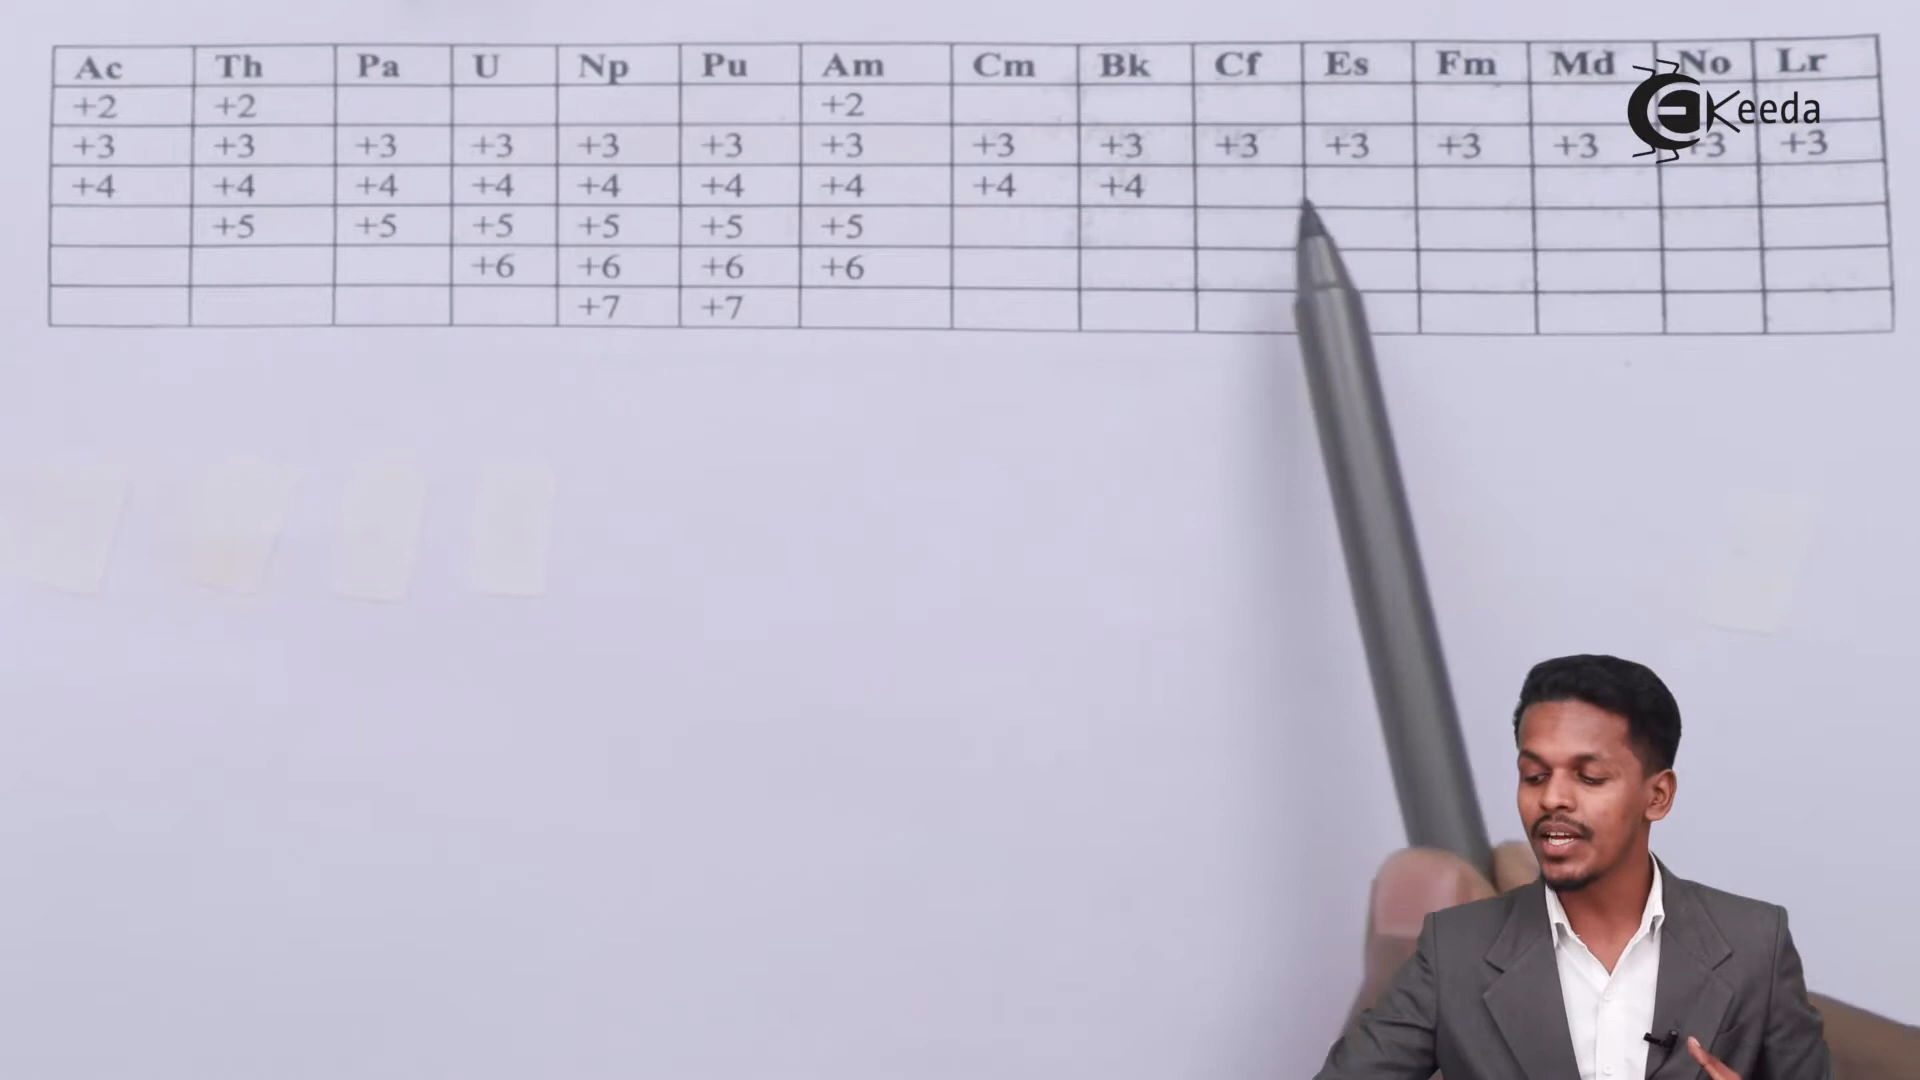 Ac Th Pa U Np Pu Am Cm Bk Cf Es Fm Md No Lr
+2 +2 +2
+3 +3 +3 +3 +3 +3 +3 +3 +3 +3 +3 +3 +3 +3 +3
+4 +4 +4 +4 +4 +4 +4 +4 +4
+5 +5 +5 +5 +5 +5
+6 +6 +6 +6
+7 +7
eKeeda